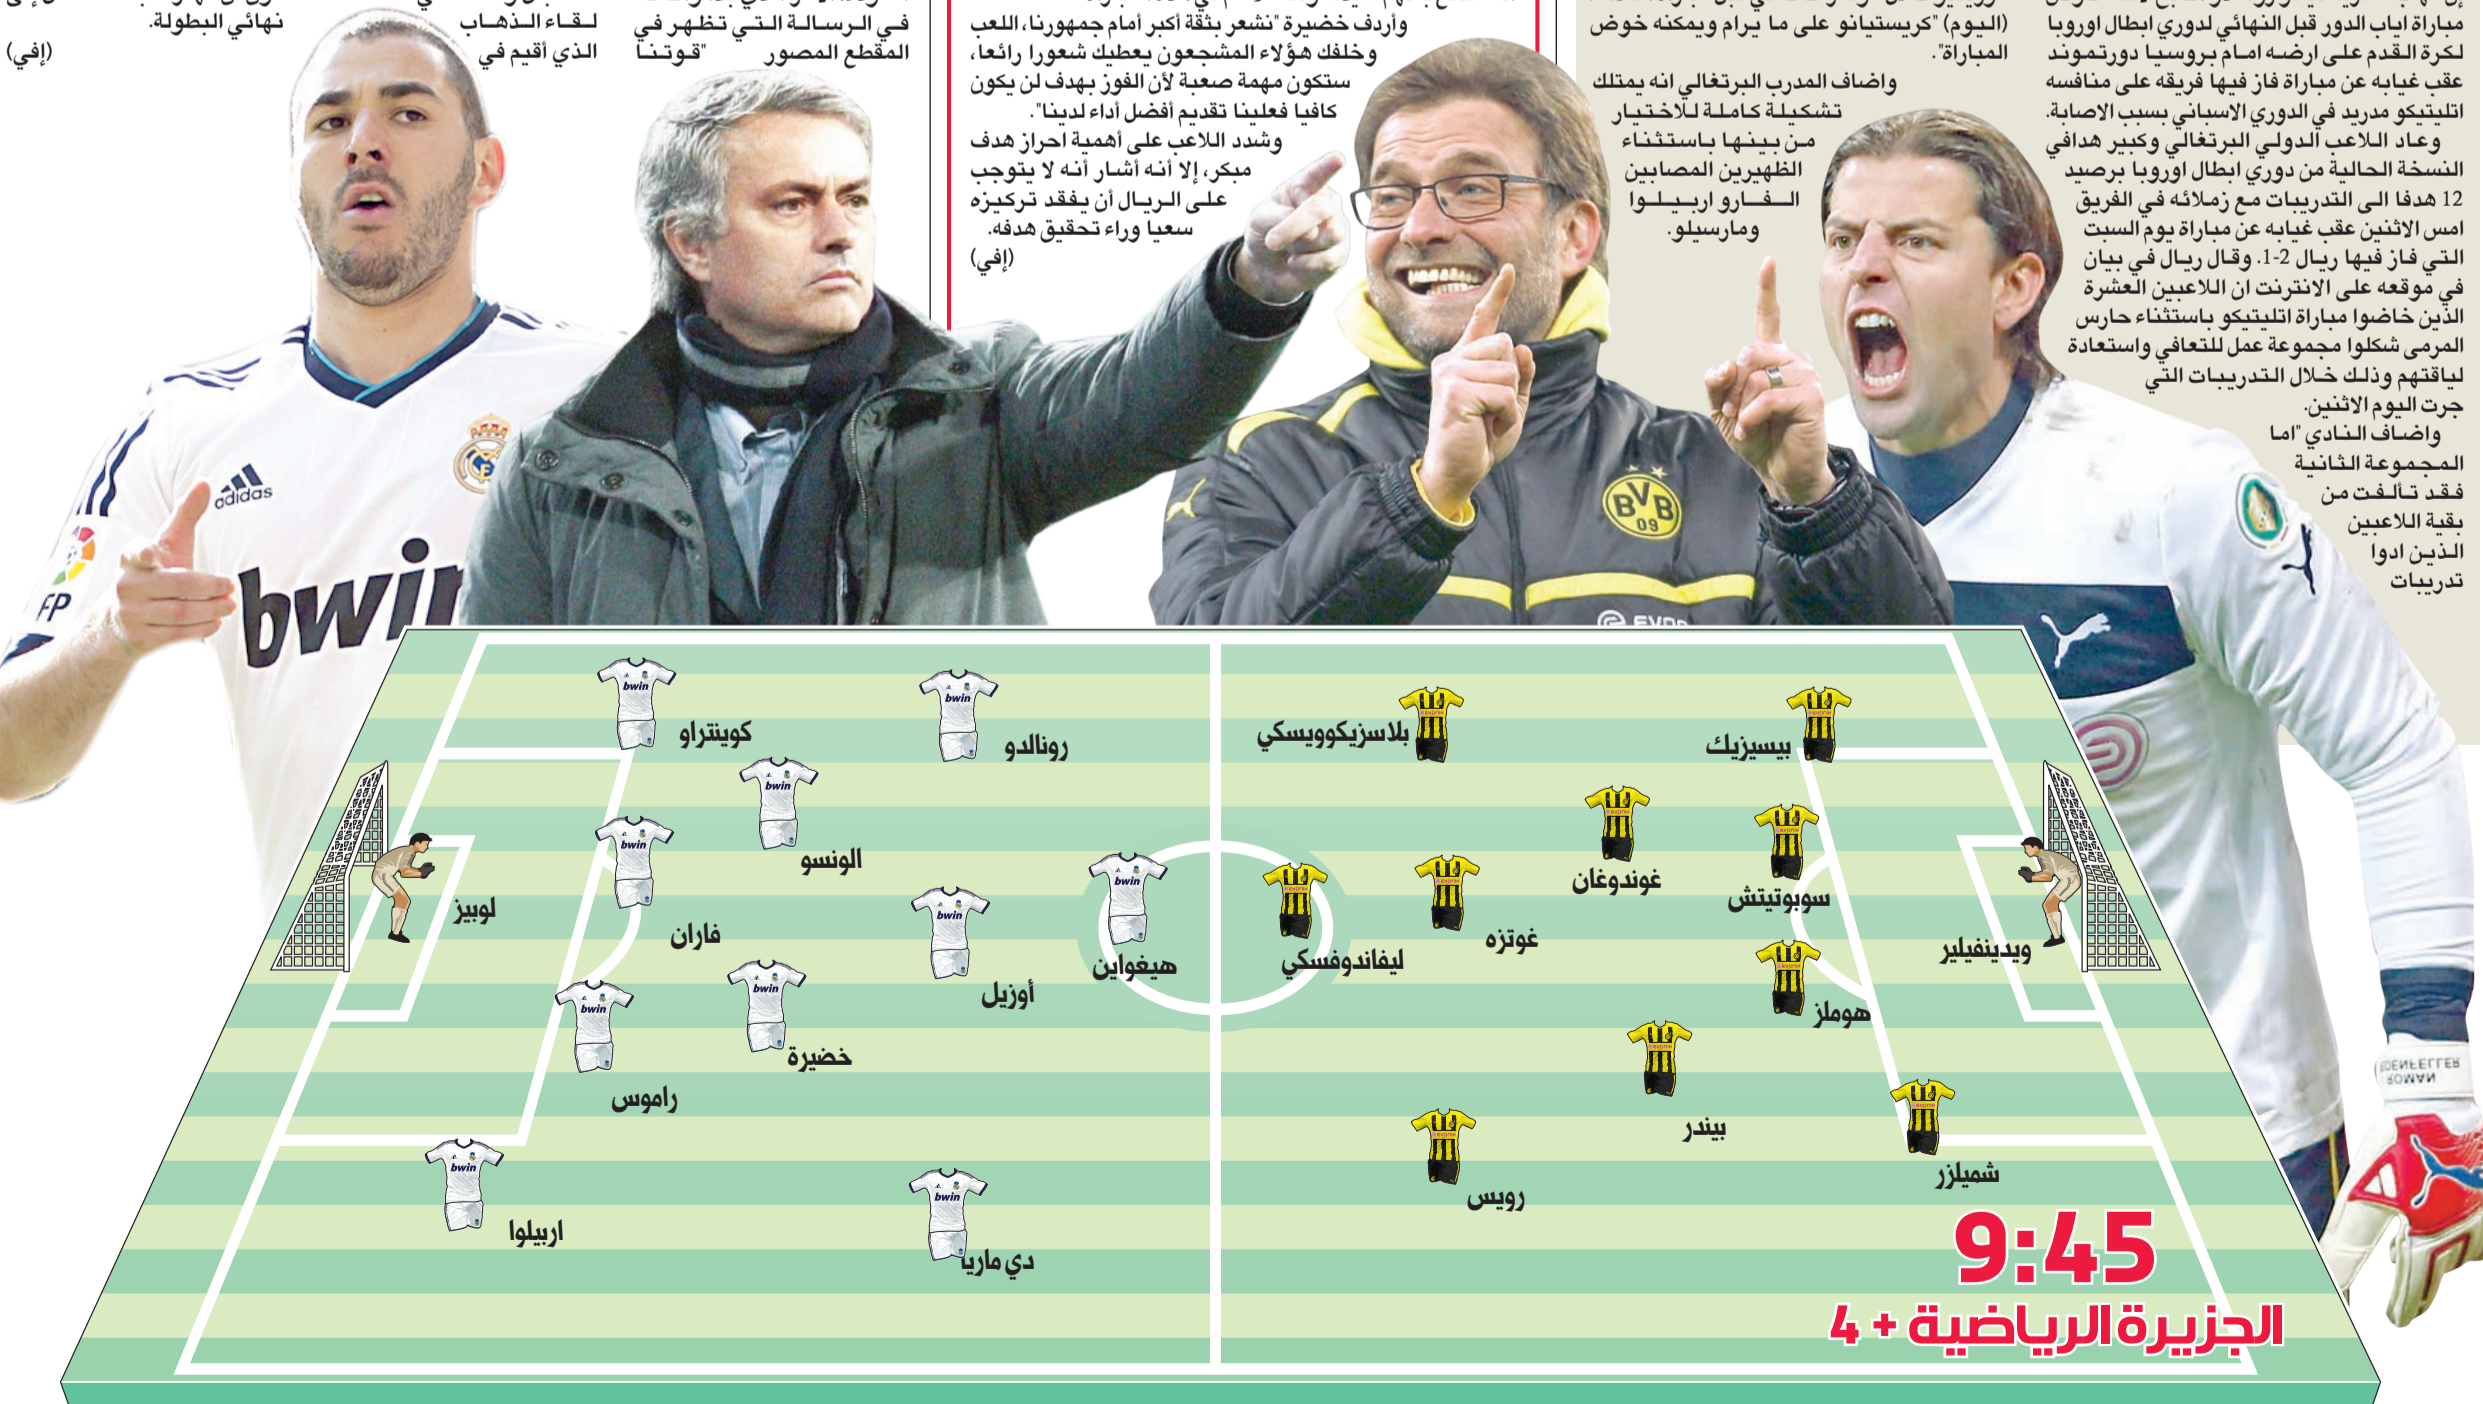 مباراة اياب الدور قبل النهائي لدوري ابطال اوروبا
لكرة القدم على ارضه امام بروسيا دورتموند
عقب غيابه عن مباراة فاز فيها فريقه على منافسه
اتليتيكو مدريد في الدوري الاسباني بسبب الاصابة.
وعاد اللاعب الدولي البرتغالي وكبير هدافي
النسخة الحالية من دوري ابطال اوروبا برصيد
12 هدفا الى التدريبات مع زملائه في الفريق
امس الاثنين عقب غيابه عن مباراة يوم السبت
التي فاز فيها ريال 2-1. وقال ريال في بيان
في موقعه على الانترنت ان اللاعبين العشرة
الذين خاضوا مباراة اتليتيكو باستثناء حارس
المرمى شكلوا مجموعة عمل للتعافي واستعادة
لياقتهم وذلك خلال التدريبات التي
جرت اليوم الاثنين.
واضاف النادي "اما
المجموعة الثانية
فقد تألفت من
بقية اللاعبين
الذين ادوا
تدريبات
(اليوم) "كريستيانو على ما يرام ويمكنه خوض
المباراة".
واضاف المدرب البرتغالي انه يمتلك
تشكيلة كاملة للاختيار
من بينها باستثناء
الظهيرين المصابين
الفارو اربيلوا
ومارسيلو.
وأردف خضيرة "نشعر بثقة أكبر أمام جمهورنا، اللعب
وخلفك هؤلاء المشجعون يعطيك شعورا رائعا،
ستكون مهمة صعبة لأن الفوز بهدف لن يكون
كافيا فعلينا تقديم أفضل أداء لدينا".
وشدد اللاعب على أهمية احراز هدف
مبكر، إلا أنه أشار أنه لا يتوجب
على الريال أن يفقد تركيزه
سعيا وراء تحقيق هدفه.
(إفي)
في الرسالة التي تظهر في
المقطع المصور "قوتنا
لقاء الذهاب
الذي أقيم في
نهائي البطولة.
(إفي)
adidas
bwin
FP
BVB
09
EVON
ROMAN
كوينتراو
رونالدو
بلاسزيكوويسكي
بيسيزيك
الونسو
غوندوغان
سوبوتيتش
لوبيز
فاران
هيغواين
ليفاندوفسكي
غوتزه
ويدينفيلير
أوزيل
خضيرة
هوملز
راموس
بيندر
شميلزر
رويس
اربيلوا
دي ماريا
9:45
الجزيرة الرياضية + 4